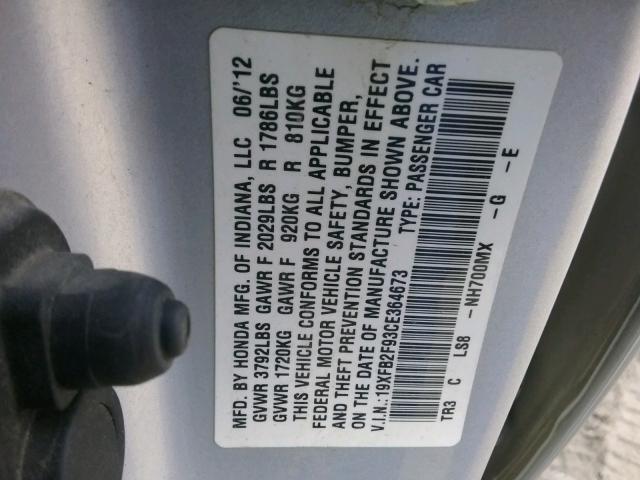 MFD. BY HONDA MFG. OF INDIANA, LLC 06/'12
GVWR 3792LBS GAWR F 2029LBS R 1786LBS
GVWR 1720KG GAWR F 920KG R 810KG
THIS VEHICLE CONFORMS TO ALL APPLICABLE
FEDERAL MOTOR VEHICLE SAFETY, BUMPER,
AND THEFT PREVENTION STANDARDS IN EFFECT
ON THE DATE OF MANUFACTURE SHOWN ABOVE.
V.I.N.:19XFB2F93CE364673 TYPE: PASSENGER CAR
TR3 C LS8 -NH700MX -G -E